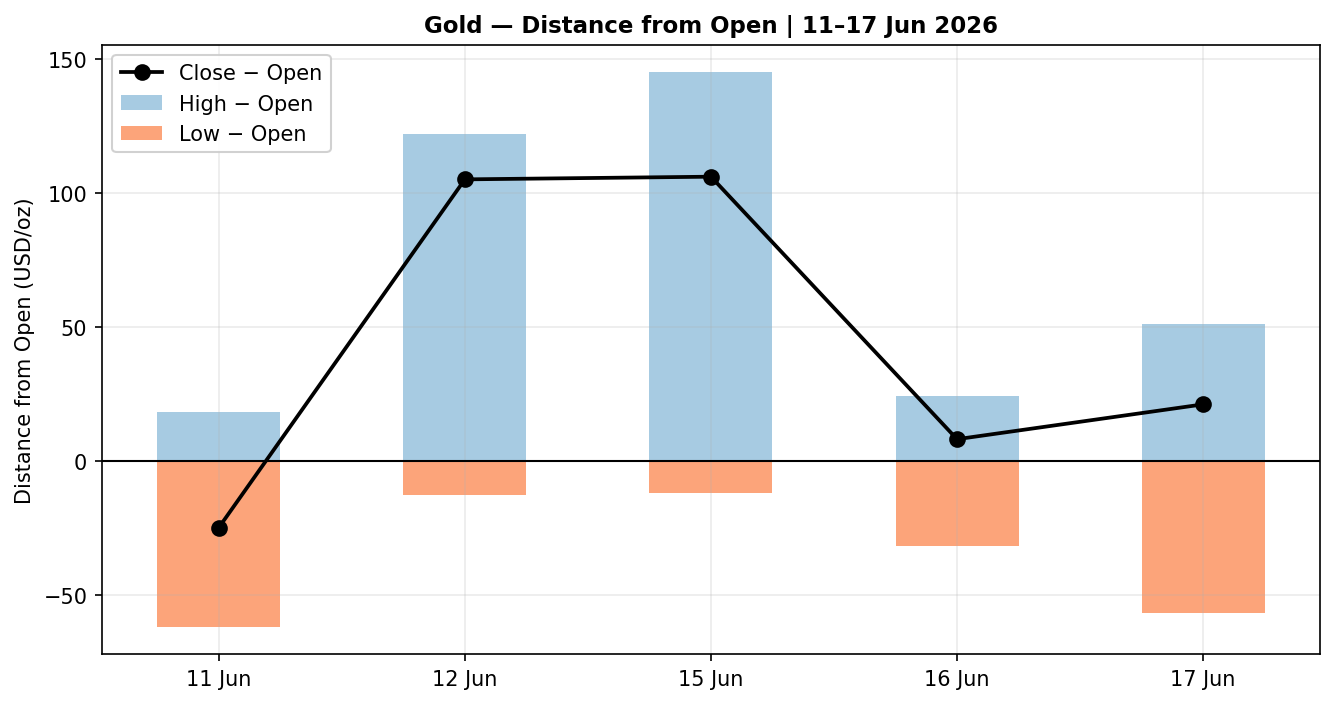 Gold — Distance from Open | 11–17 Jun 2026
Close − Open
High − Open
Low − Open
Distance from Open (USD/oz)
150
100
50
0
−50
11 Jun
12 Jun
15 Jun
16 Jun
17 Jun